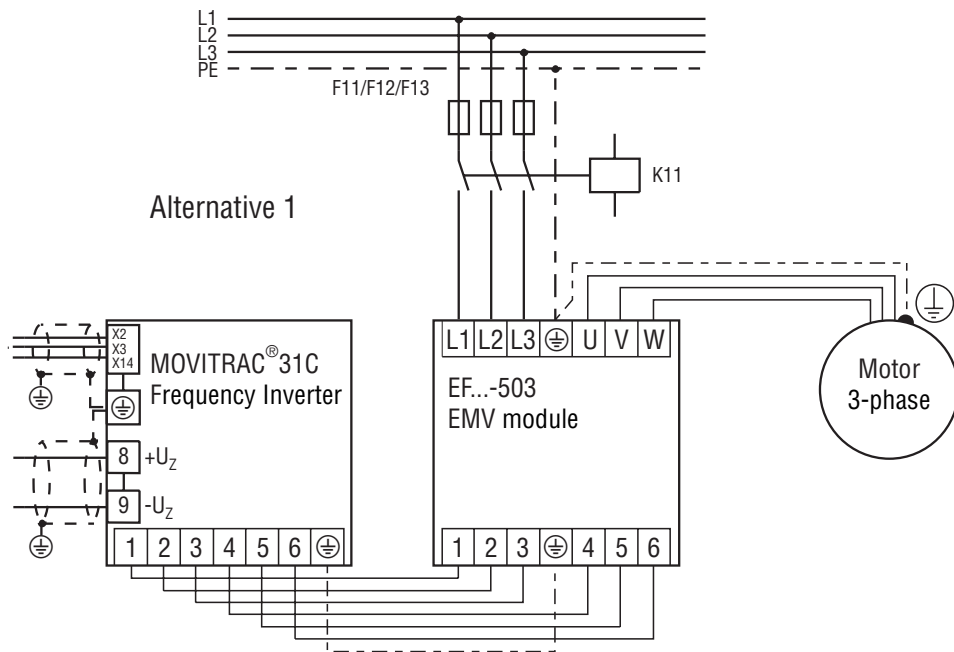 L1
L2
L3
PE
F11/F12/F13
K11
Alternative 1
X2
X3
X14
MOVITRAC® 31C
Frequency Inverter
8 +UZ
9 -UZ
1 2 3 4 5 6
L1 L2 L3 U V W
EF...-503
EMV module
1 2 3 4 5 6
Motor
3-phase